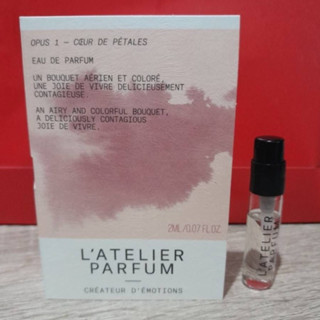 OPUS 1 — CŒUR DE PÉTALES
EAU DE PARFUM
UN BOUQUET AÉRIEN ET COLORÉ,
UNE JOIE DE VIVRE DÉLICIEUSEMENT
CONTAGIEUSE.
AN AIRY AND COLORFUL BOUQUET,
A DELICIOUSLY CONTAGIOUS
JOIE DE VIVRE.
2ML/0.07 FL.OZ.
L'ATELIER
PARFUM
CRÉATEUR D'ÉMOTIONS
L'ATELIER
PARFUM